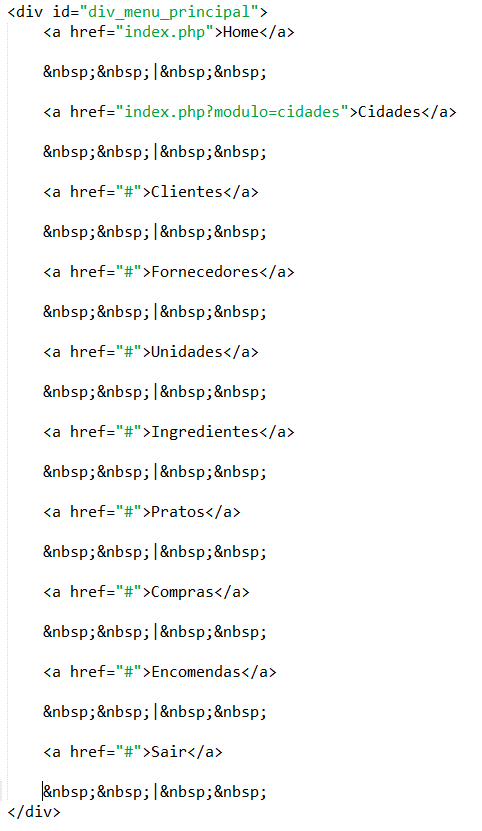 <div id="div_menu_principal">
<a href="index.php">Home</a>
&nbsp;&nbsp;|&nbsp;&nbsp;
<a href="index.php?modulo=cidades">Cidades</a>
&nbsp;&nbsp;|&nbsp;&nbsp;
<a href="#">Clientes</a>
&nbsp;&nbsp;|&nbsp;&nbsp;
<a href="#">Fornecedores</a>
&nbsp;&nbsp;|&nbsp;&nbsp;
<a href="#">Unidades</a>
&nbsp;&nbsp;|&nbsp;&nbsp;
<a href="#">Ingredientes</a>
&nbsp;&nbsp;|&nbsp;&nbsp;
<a href="#">Pratos</a>
&nbsp;&nbsp;|&nbsp;&nbsp;
<a href="#">Compras</a>
&nbsp;&nbsp;|&nbsp;&nbsp;
<a href="#">Encomendas</a>
&nbsp;&nbsp;|&nbsp;&nbsp;
<a href="#">Sair</a>
&nbsp;&nbsp;|&nbsp;&nbsp;
</div>